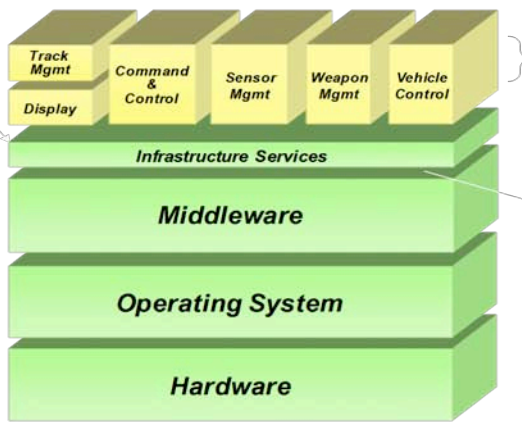 Track
Mgmt
Display
Command
&
Control
Sensor
Mgmt
Weapon
Mgmt
Vehicle
Control
Infrastructure Services
Middleware
Operating System
Hardware